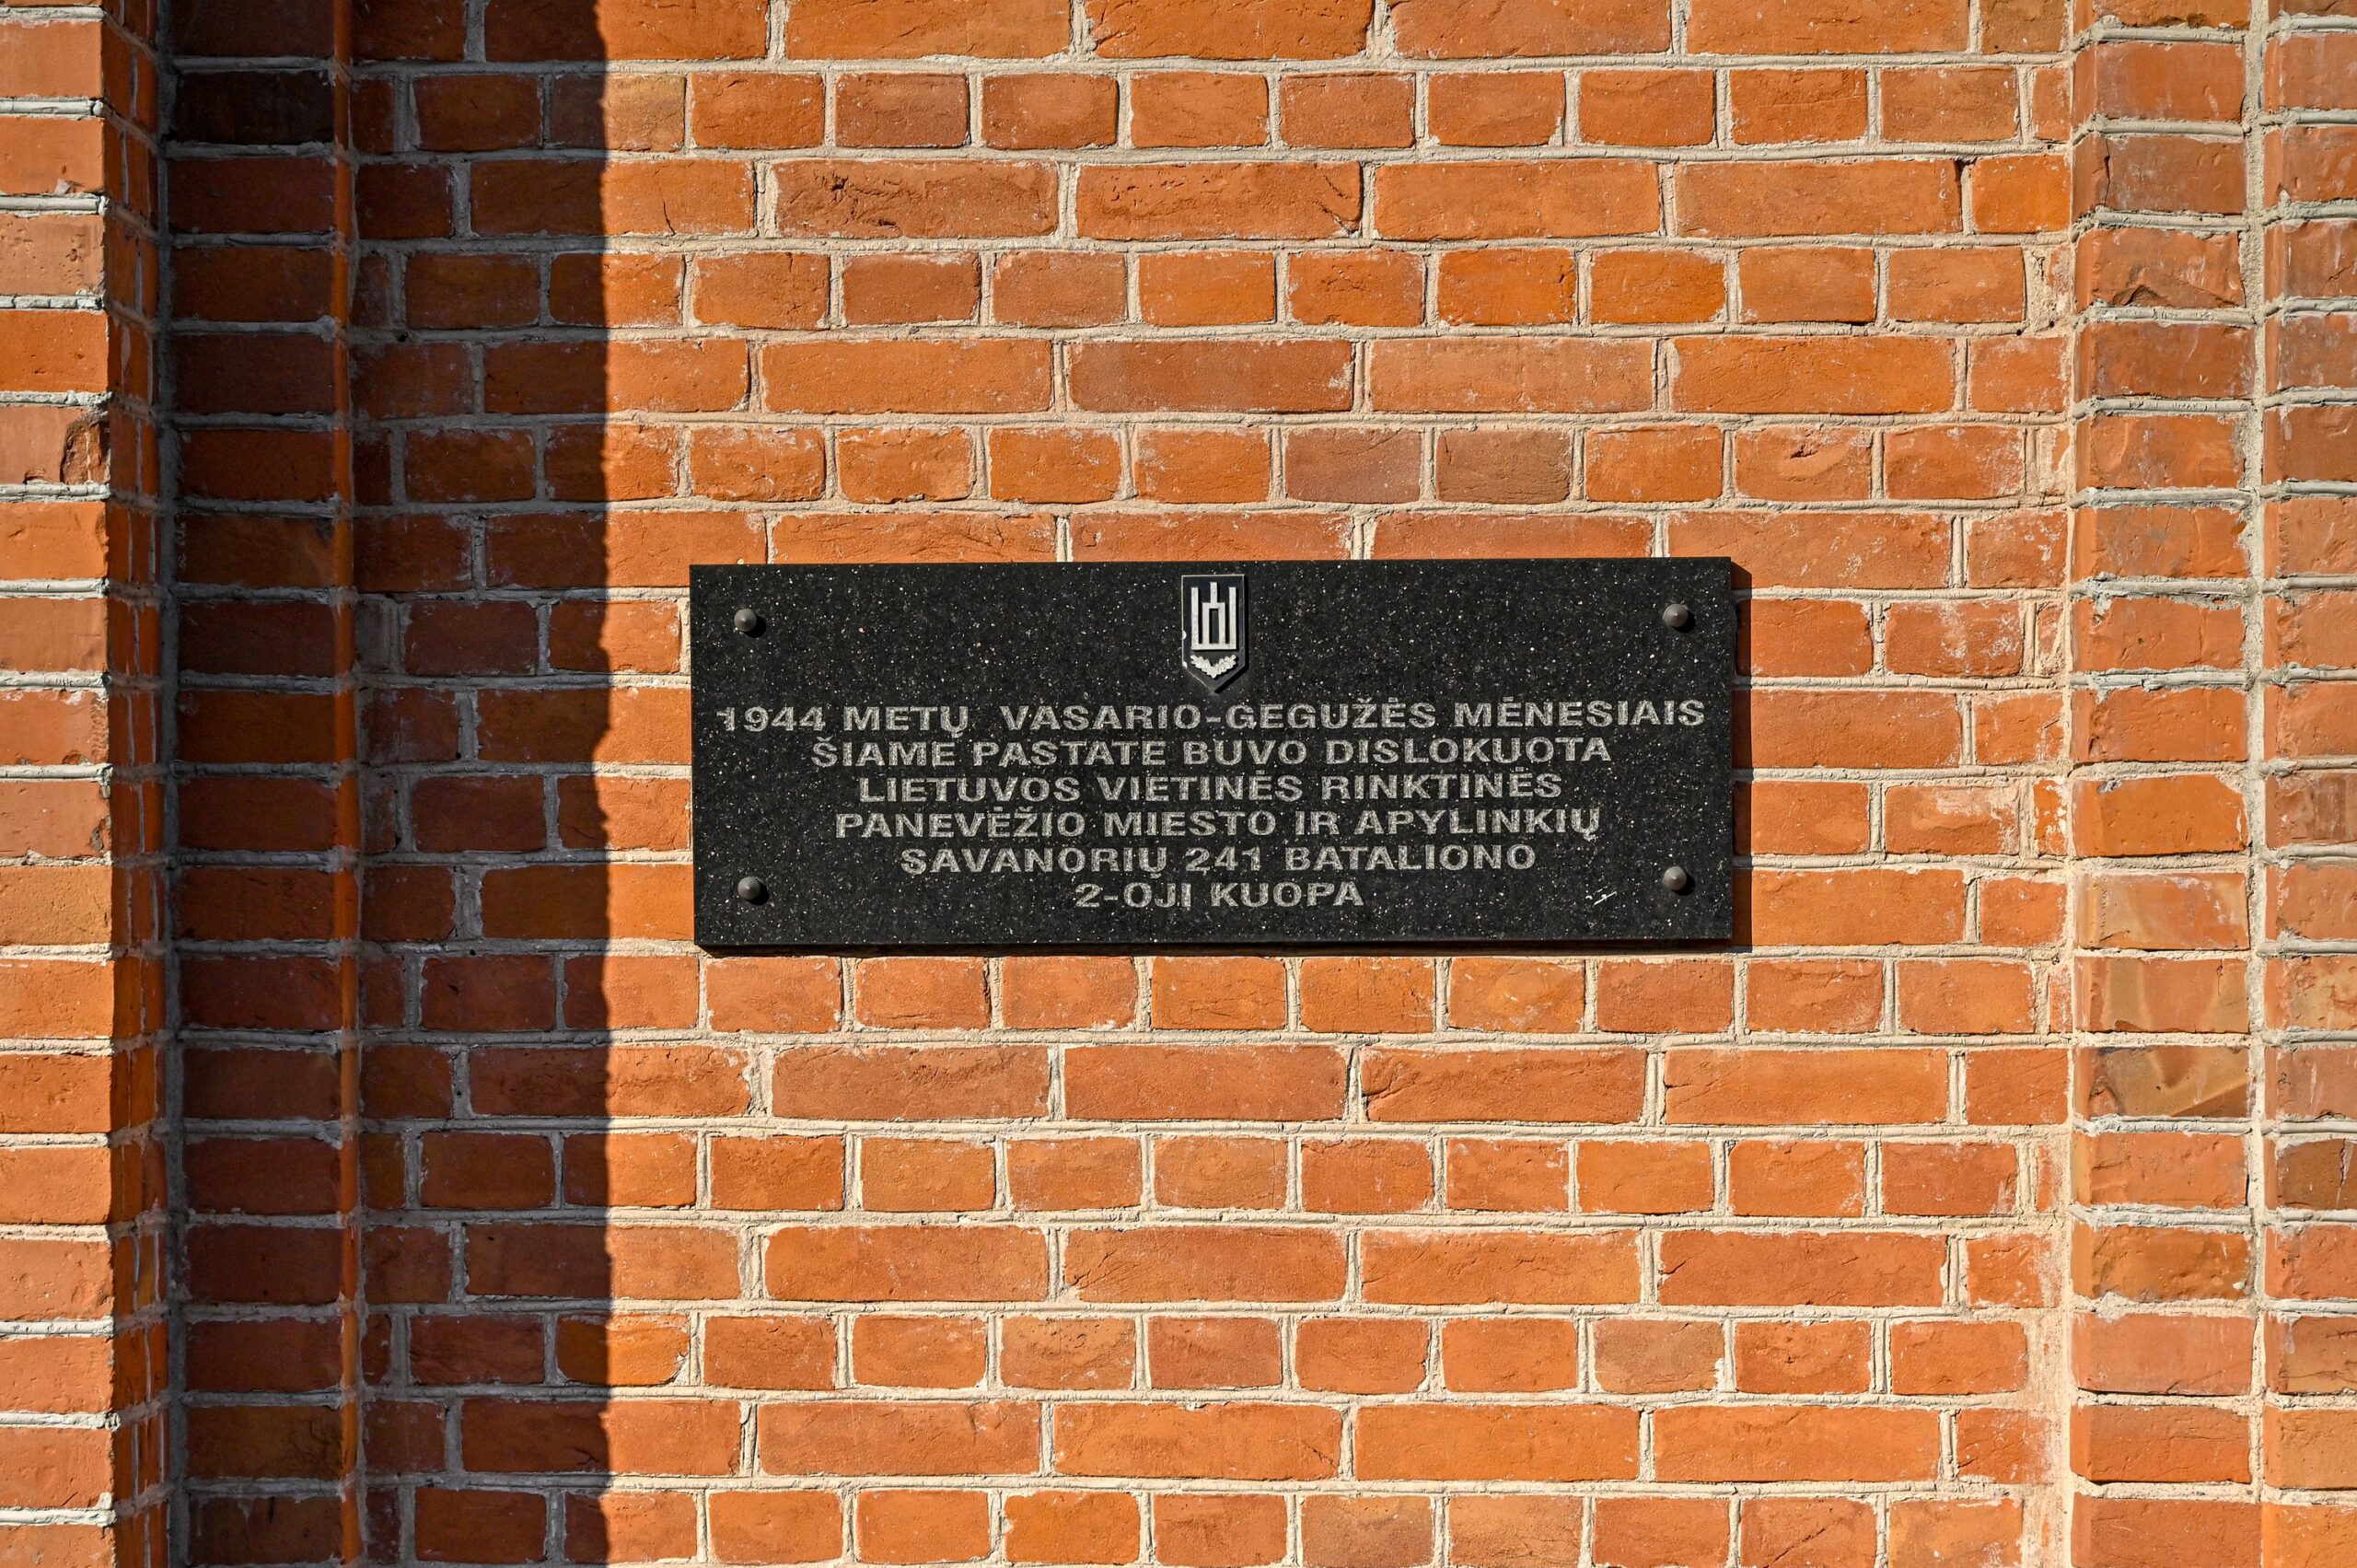 1944 METŲ VASARIO-GEGUŽĖS MĖNESIAIS
ŠIAME PASTATE BUVO DISLOKUOTA
LIETUVOS VIETINĖS RINKTINĖS
PANEVĖŽIO MIESTO IR APYLINKIŲ
SAVANORIŲ 241 BATALIONO
2-OJI KUOPA